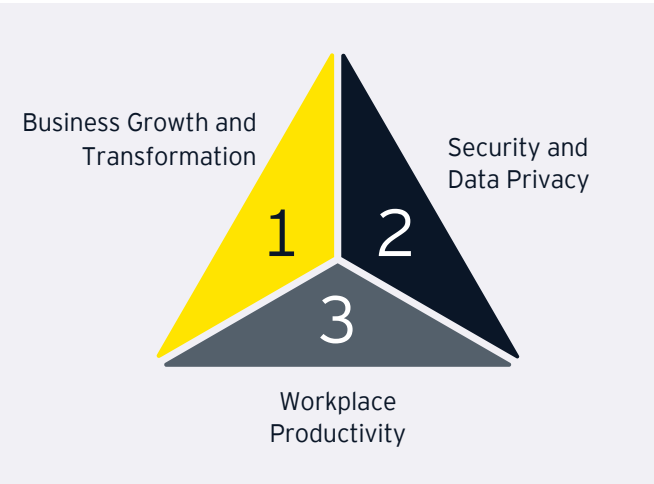 Business Growth and
Transformation
Security and
Data Privacy
1
2
3
Workplace
Productivity